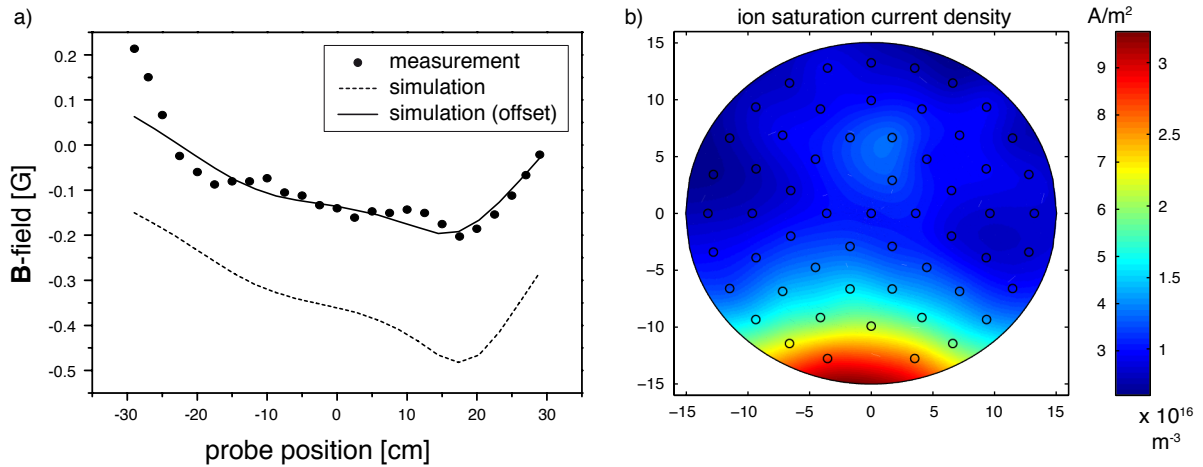 a)
measurement
simulation
simulation (offset)
0.2
0.1
0.0
-0.1
-0.2
-0.3
-0.4
-0.5
B-field [G]
-30 -20 -10 0 10 20 30
probe position [cm]
b)
ion saturation current density
15
10
5
0
−5
−10
−15
−15 −10 −5 0 5 10 15
A/m²
9
8
7
6
5
4
3
3
2.5
2
1.5
1
x 10¹⁶
m⁻³